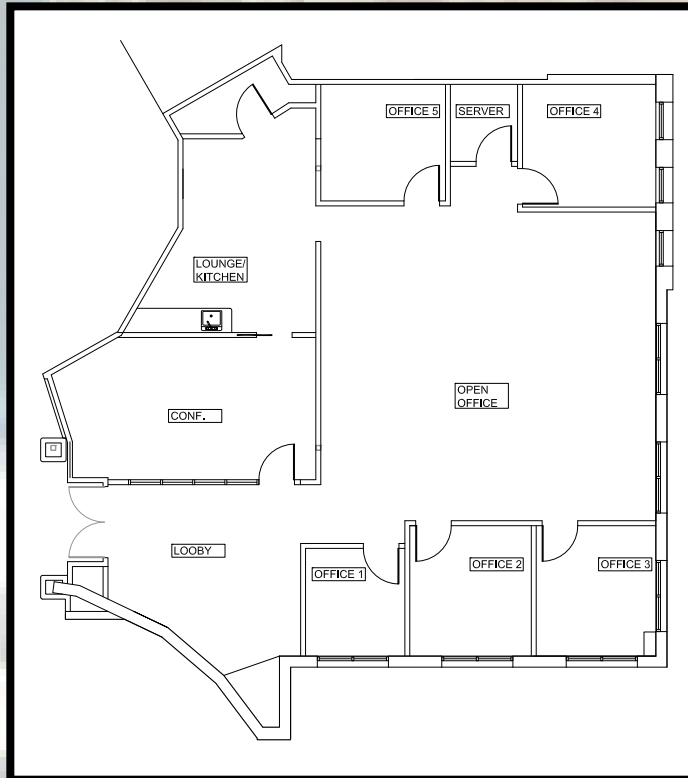 OFFICE 5
SERVER
OFFICE 4
LOUNGE/
KITCHEN
OPEN
OFFICE
CONF.
LOOBY
OFFICE 1
OFFICE 2
OFFICE 3